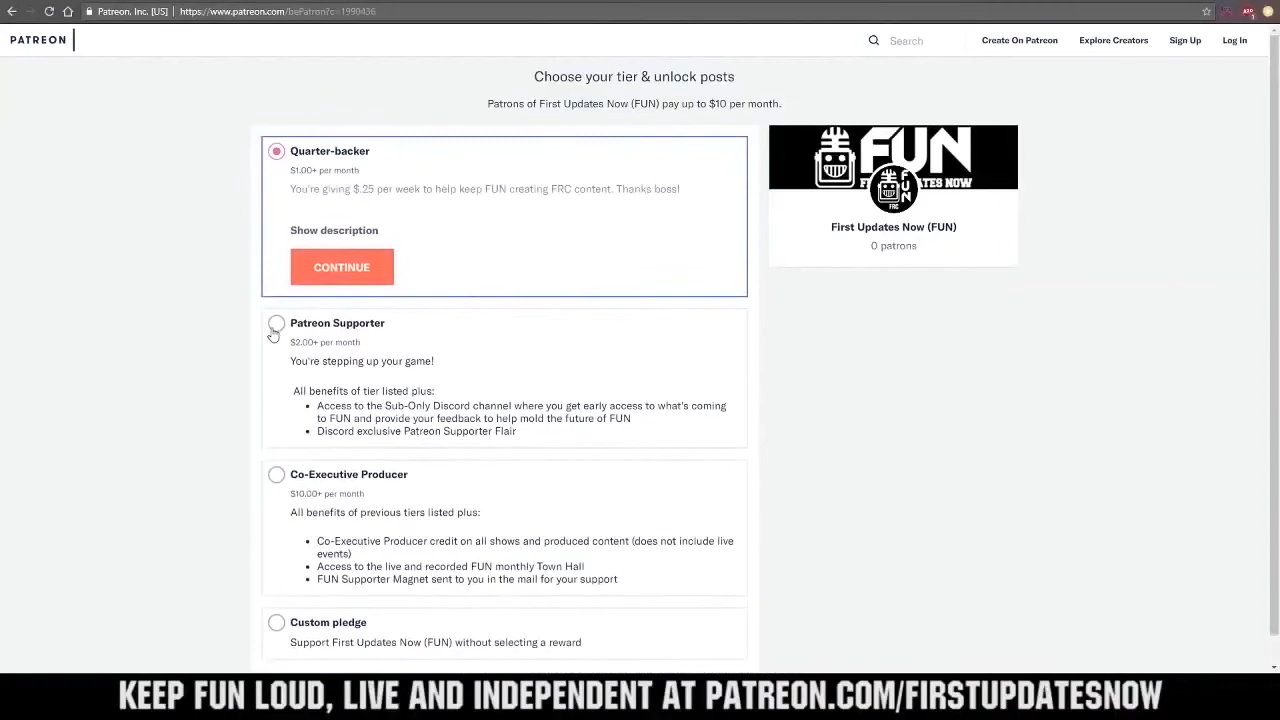 Patreon, Inc. [US] | https://www.patreon.com/bePatron?c=1990436
PATREON
Search
Create On Patreon
Explore Creators
Sign Up
Log In
Choose your tier & unlock posts
Patrons of First Updates Now (FUN) pay up to $10 per month.
Quarter-backer
$1.00+ per month
You're giving $.25 per week to help keep FUN creating FRC content. Thanks boss!
Show description
CONTINUE
FUN
FUN
FRC
First Updates Now (FUN)
0 patrons
Patreon Supporter
$2.00+ per month
You're stepping up your game!
All benefits of tier listed plus:
Access to the Sub-Only Discord channel where you get early access to what's coming
to FUN and provide your feedback to help mold the future of FUN
Discord exclusive Patreon Supporter Flair
Co-Executive Producer
$10.00+ per month
All benefits of previous tiers listed plus:
Co-Executive Producer credit on all shows and produced content (does not include live
events)
Access to the live and recorded FUN monthly Town Hall
FUN Supporter Magnet sent to you in the mail for your support
Custom pledge
Support First Updates Now (FUN) without selecting a reward
KEEP FUN LOUD, LIVE AND INDEPENDENT AT PATREON.COM/FIRSTUPDATESNOW